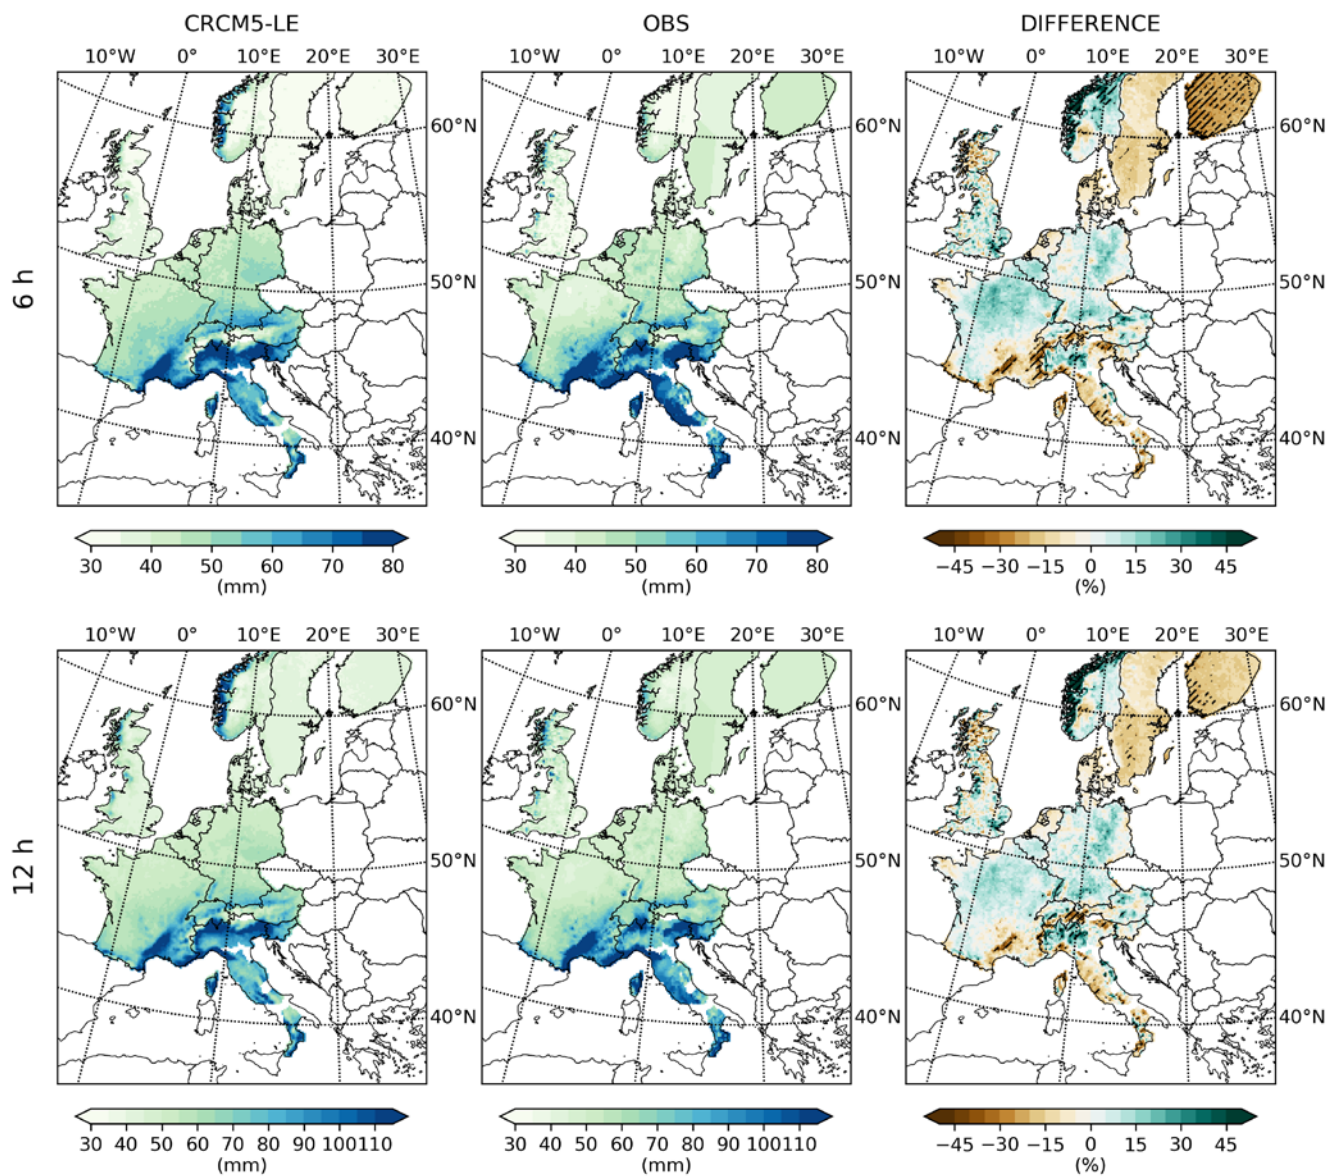 CRCM5-LE OBS DIFFERENCE
10°W 0° 10°E 20°E 30°E 10°W 0° 10°E 20°E 30°E 10°W 0° 10°E 20°E 30°E
60°N 60°N 60°N
50°N 50°N 50°N
6 h
40°N 40°N 40°N
30 40 50 60 70 80 30 40 50 60 70 80 −45 −30 −15 0 15 30 45
(mm) (mm) (%)
10°W 0° 10°E 20°E 30°E 10°W 0° 10°E 20°E 30°E 10°W 0° 10°E 20°E 30°E
60°N 60°N 60°N
50°N 50°N 50°N
12 h
40°N 40°N 40°N
30 40 50 60 70 80 90 100 110 30 40 50 60 70 80 90 100 110 −45 −30 −15 0 15 30 45
(mm) (mm) (%)